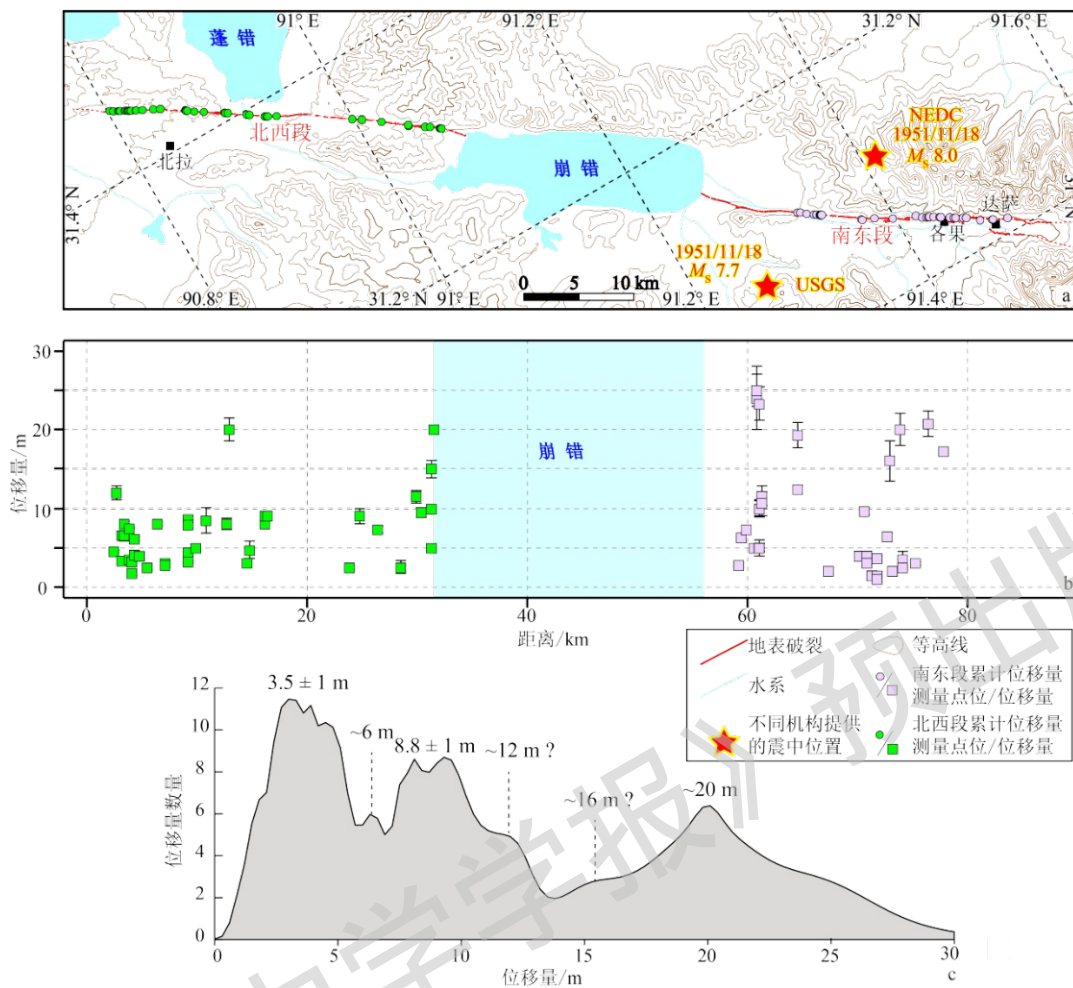 91° E
91.2° E
31.2° N
91.6° E
蓬 错
NEDC
1951/11/18
Ms 8.0
北西段
北拉
崩 错
31° N
达萨
31.4° N
南东段
各果
1951/11/18
Ms 7.7
USGS
0 5 10 km
90.8° E
31.2° N
91° E
91.2° E
91.4° E
a
30
20
10
0
位移量/m
崩 错
b
0 20 40 60 80
距离/km
地表破裂
等高线
水系
南东段累计位移量
测量点位/位移量
不同机构提供
的震中位置
北西段累计位移量
测量点位/位移量
12
10
8
6
4
2
0
位移量数量
3.5 ± 1 m
~6 m
8.8 ± 1 m
~12 m ?
~16 m ?
~20 m
0 5 10 15 20 25 30
位移量/m
c
学学报》预出版